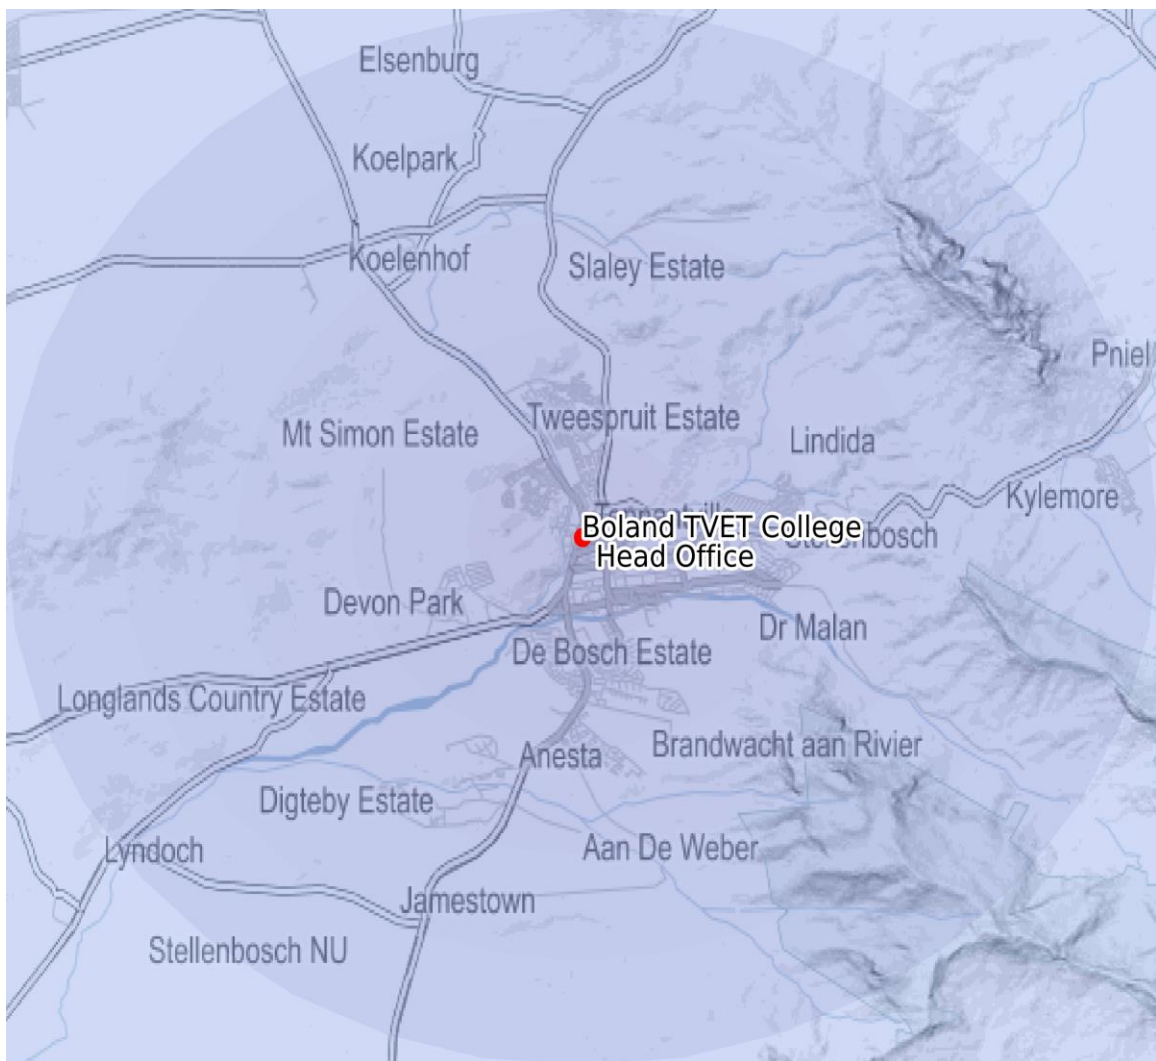 Elsenburg
Koelpark
Koelenhof
Slaley Estate
Pniel
Tweespruit Estate
Mt Simon Estate
Lindida
Kylemore
Boland TVET College
Head Office
Devon Park
Dr Malan
De Bosch Estate
Longlands Country Estate
Brandwacht aan Rivier
Anesta
Digteby Estate
Aan De Weber
Lyndoch
Jamestown
Stellenbosch NU